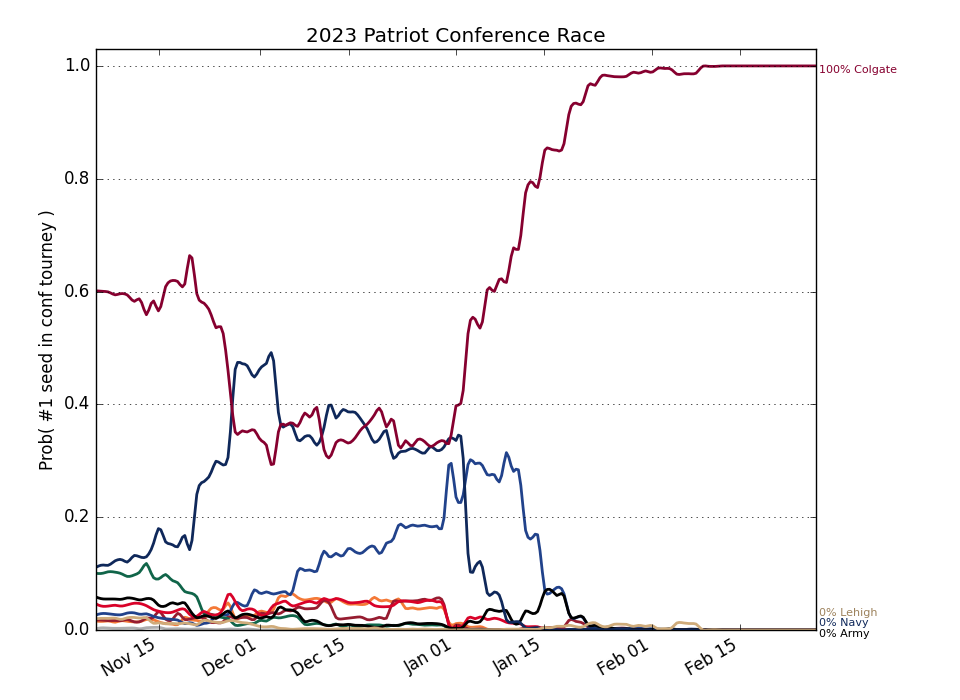 2023 Patriot Conference Race
Prob( #1 seed in conf tourney )
1.0
0.8
0.6
0.4
0.2
0.0
Nov 15
Dec 01
Dec 15
Jan 01
Jan 15
Feb 01
Feb 15
100% Colgate
0% Lehigh
0% Navy
0% Army